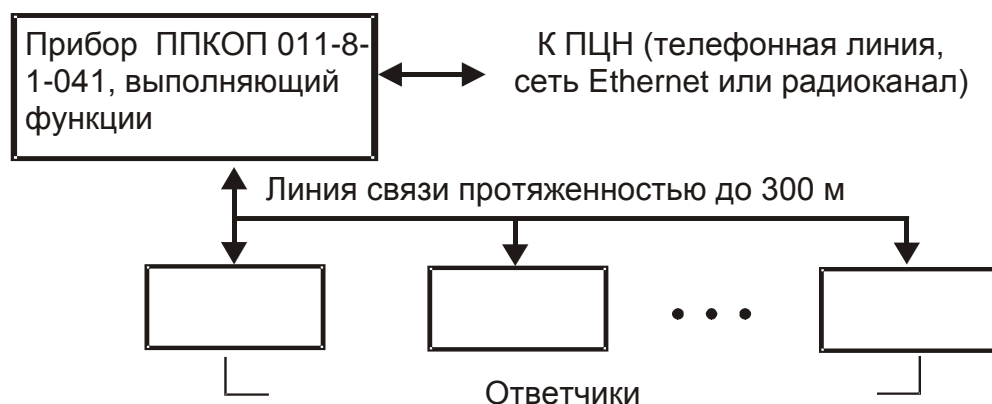 Прибор ППКОП 011-8-
1-041, выполняющий
функции
К ПЦН (телефонная линия,
сеть Ethernet или радиоканал)
Линия связи протяженностью до 300 м
Ответчики